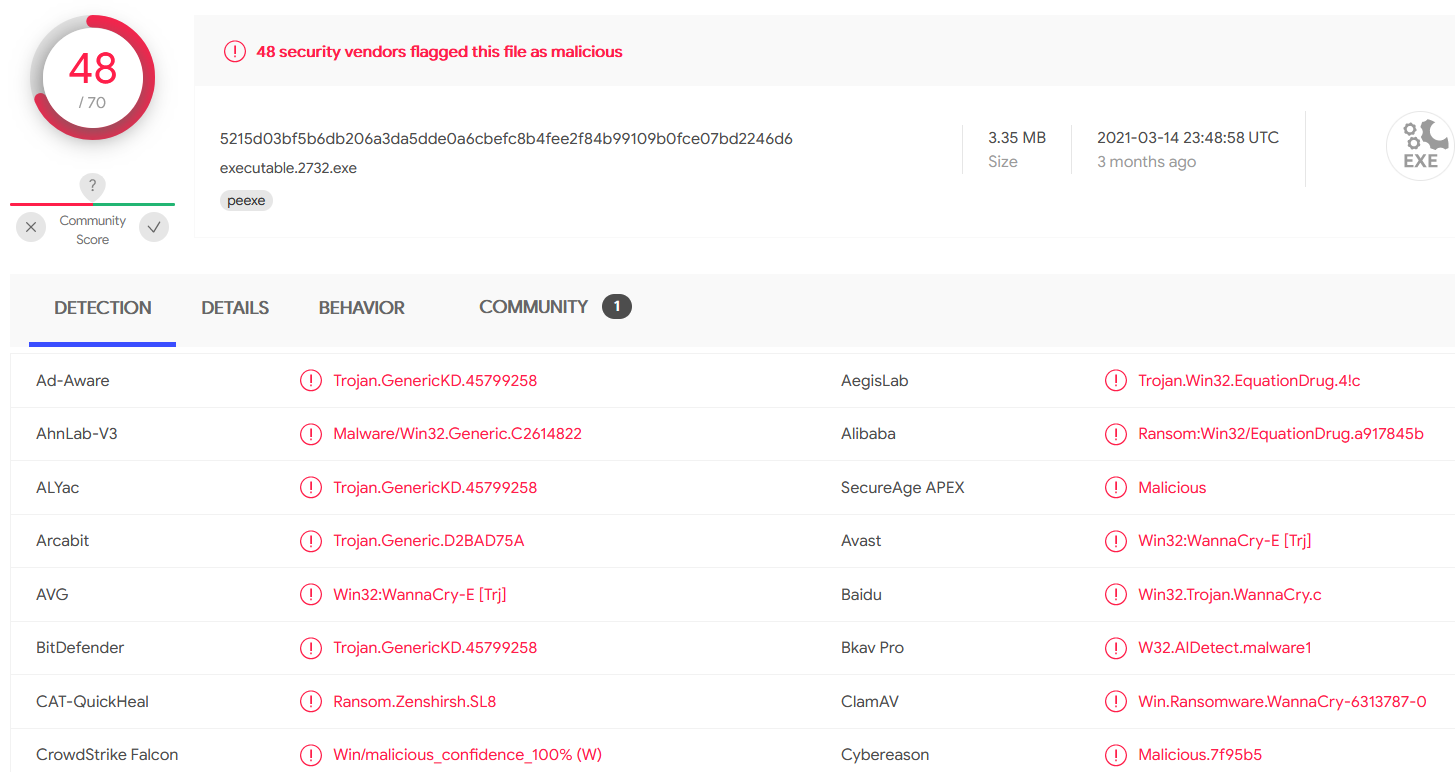 48
/ 70
?
Community
Score
48 security vendors flagged this file as malicious
5215d03bf5b6db206a3da5dde0a6cbefc8b4fee2f84b99109b0fce07bd2246d6
executable.2732.exe
peexe
3.35 MB
Size
2021-03-14 23:48:58 UTC
3 months ago
EXE
DETECTION DETAILS BEHAVIOR COMMUNITY 1
Ad-Aware Trojan.GenericKD.45799258 AegisLab Trojan.Win32.EquationDrug.4!c
AhnLab-V3 Malware/Win32.Generic.C2614822 Alibaba Ransom:Win32/EquationDrug.a917845b
ALYac Trojan.GenericKD.45799258 SecureAge APEX Malicious
Arcabit Trojan.Generic.D2BAD75A Avast Win32:WannaCry-E [Trj]
AVG Win32:WannaCry-E [Trj] Baidu Win32.Trojan.WannaCry.c
BitDefender Trojan.GenericKD.45799258 Bkav Pro W32.AIDetect.malware1
CAT-QuickHeal Ransom.Zenshirsh.SL8 ClamAV Win.Ransomware.WannaCry-6313787-0
CrowdStrike Falcon Win/malicious_confidence_100% (W) Cybereason Malicious.7f95b5